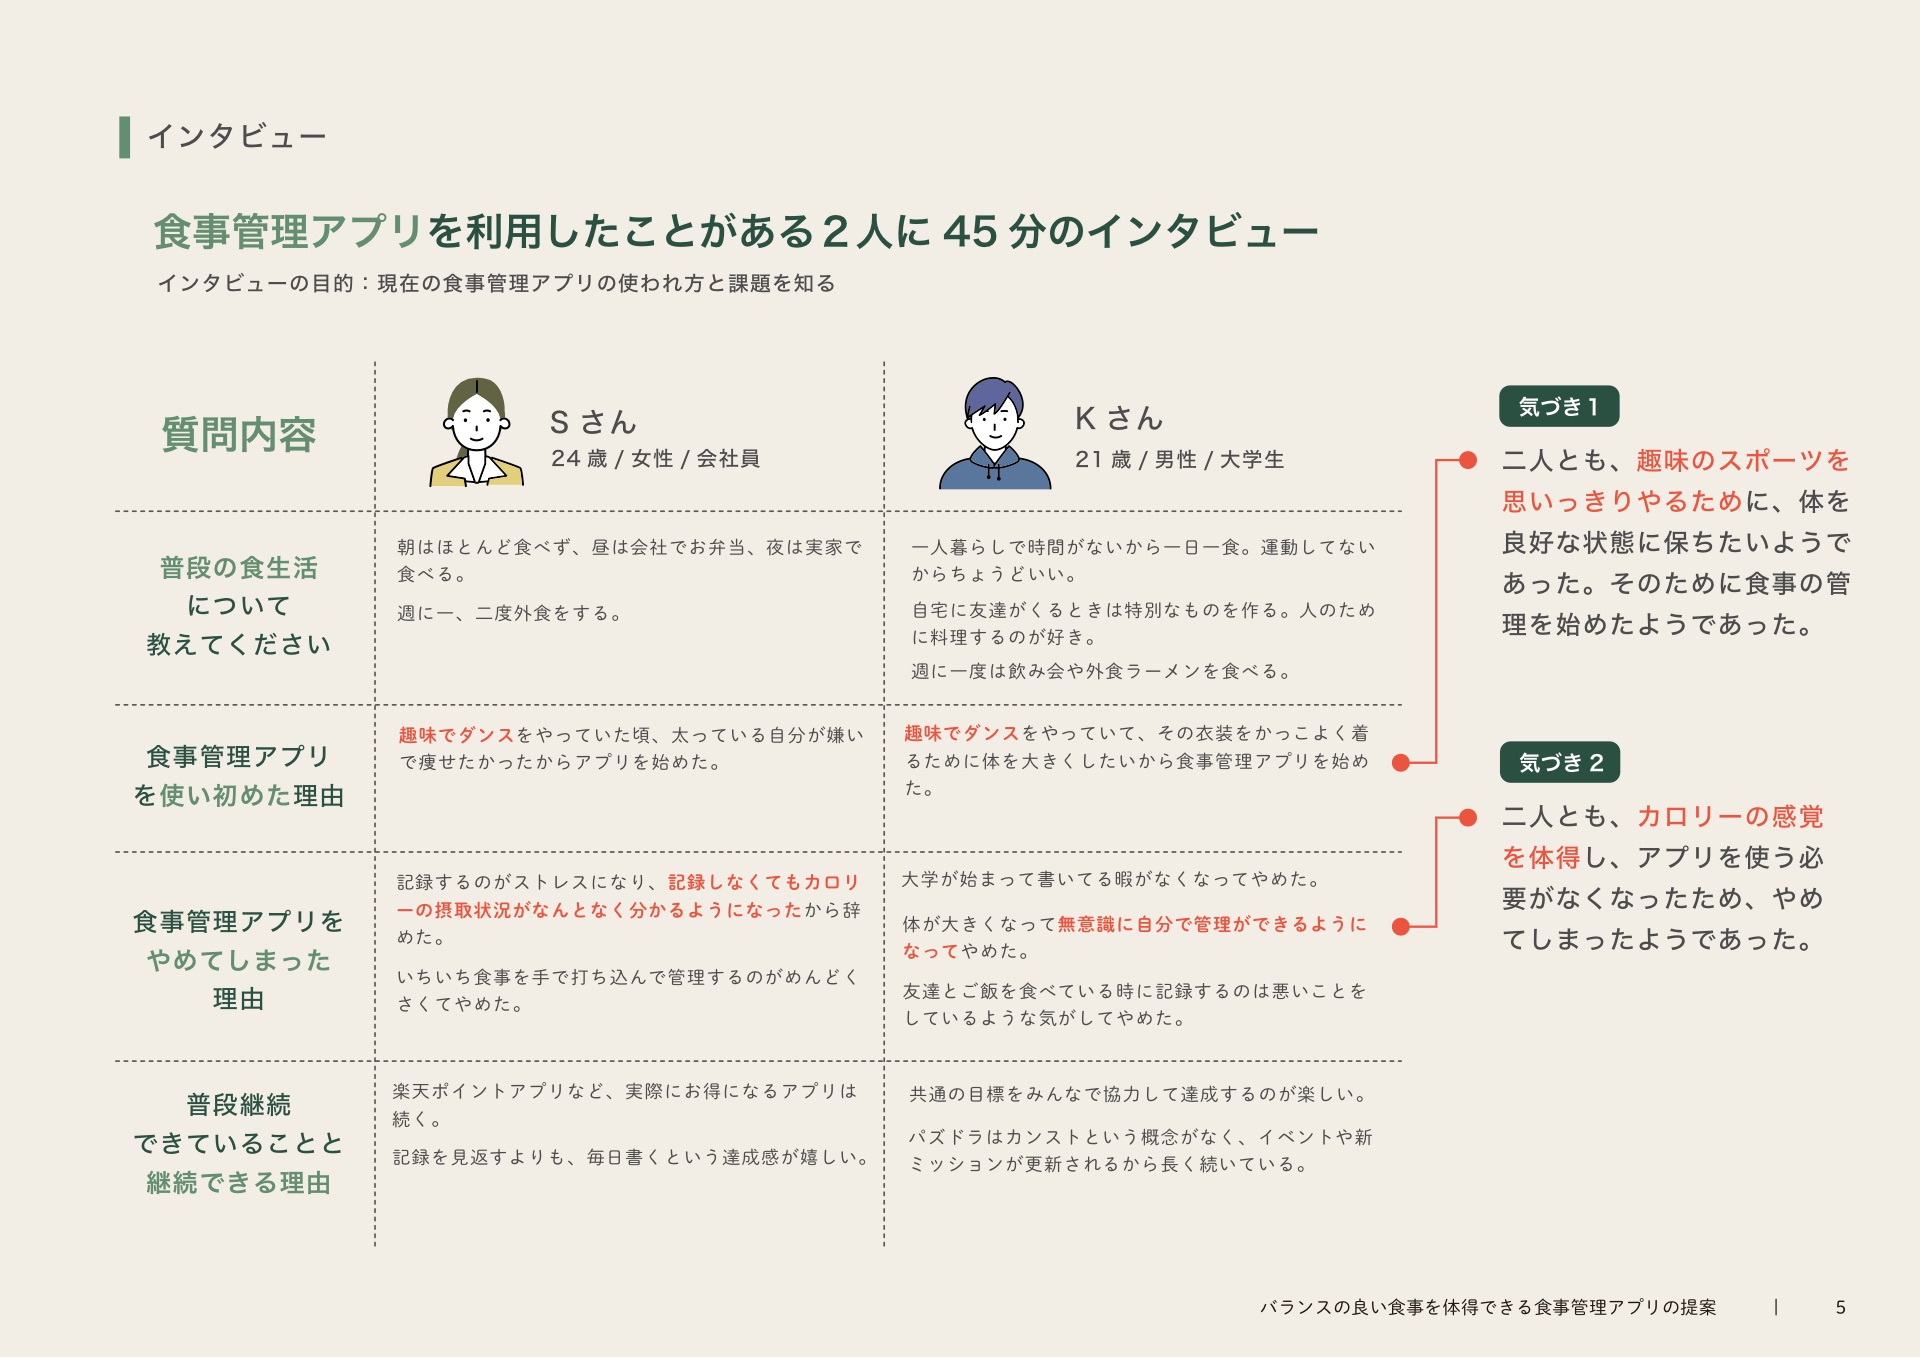 インタビュー
食事管理アプリを利用したことがある2人に 45 分のインタビュー
インタビューの目的：現在の食事管理アプリの使われ方と課題を知る
質問内容
S さん
24 歳 / 女性 / 会社員
K さん
21 歳 / 男性 / 大学生
普段の食生活
について
教えてください
朝はほとんど食べず、昼は会社でお弁当、夜は実家で
食べる。
週に一、二度外食をする。
一人暮らしで時間がないから一日一食。運動してない
からちょうどいい。
自宅に友達がくるときは特別なものを作る。人のため
に料理するのが好き。
週に一度は飲み会や外食ラーメンを食べる。
食事管理アプリ
を使い初めた理由
趣味でダンスをやっていた頃、太っている自分が嫌い
で痩せたかったからアプリを始めた。
趣味でダンスをやっていて、その衣装をかっこよく着
るために体を大きくしたいから食事管理アプリを始め
た。
食事管理アプリを
やめてしまった
理由
記録するのがストレスになり、記録しなくてもカロリ
ーの摂取状況がなんとなく分かるようになったから辞
めた。
いちいち食事を手で打ち込んで管理するのがめんどく
さくてやめた。
大学が始まって書いてる暇がなくなってやめた。
体が大きくなって無意識に自分で管理ができるように
なってやめた。
友達とご飯を食べている時に記録するのは悪いことを
しているような気がしてやめた。
普段継続
できていることと
継続できる理由
楽天ポイントアプリなど、実際にお得になるアプリは
続く。
記録を見返すよりも、毎日書くという達成感が嬉しい。
共通の目標をみんなで協力して達成するのが楽しい。
パズドラはカンストという概念がなく、イベントや新
ミッションが更新されるから長く続いている。
気づき1
二人とも、趣味のスポーツを
思いっきりやるために、体を
良好な状態に保ちたいようで
あった。そのために食事の管
理を始めたようであった。
気づき 2
二人とも、カロリーの感覚
を体得し、アプリを使う必
要がなくなったため、やめ
てしまったようであった。
バランスの良い食事を体得できる食事管理アプリの提案 | 5